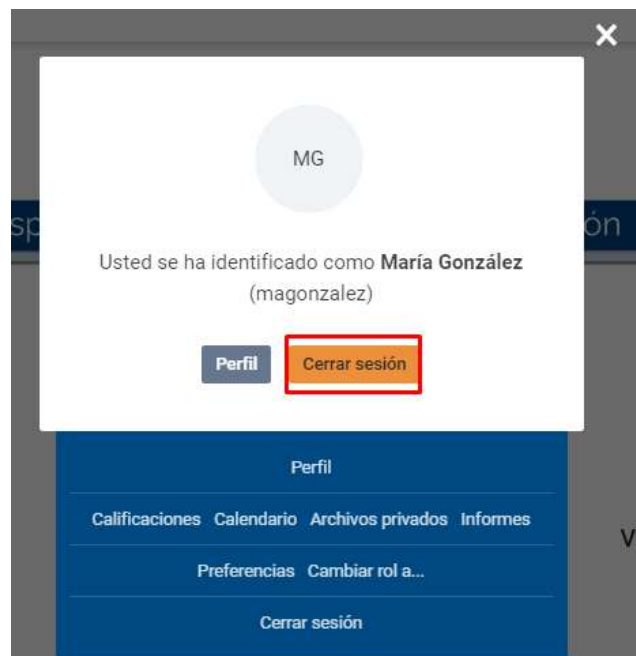 MG
Usted se ha identificado como María González
(magonzalez)
Perfil Cerrar sesión
Perfil
Calificaciones Calendario Archivos privados Informes
Preferencias Cambiar rol a...
Cerrar sesión